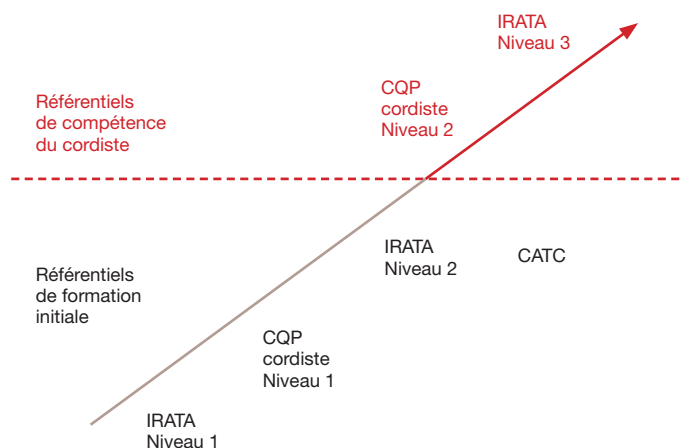 IRATA
Niveau 3
CQP
cordiste
Niveau 2
Référentiels
de compétence
du cordiste
IRATA
Niveau 2
CATC
Référentiels
de formation
initiale
CQP
cordiste
Niveau 1
IRATA
Niveau 1